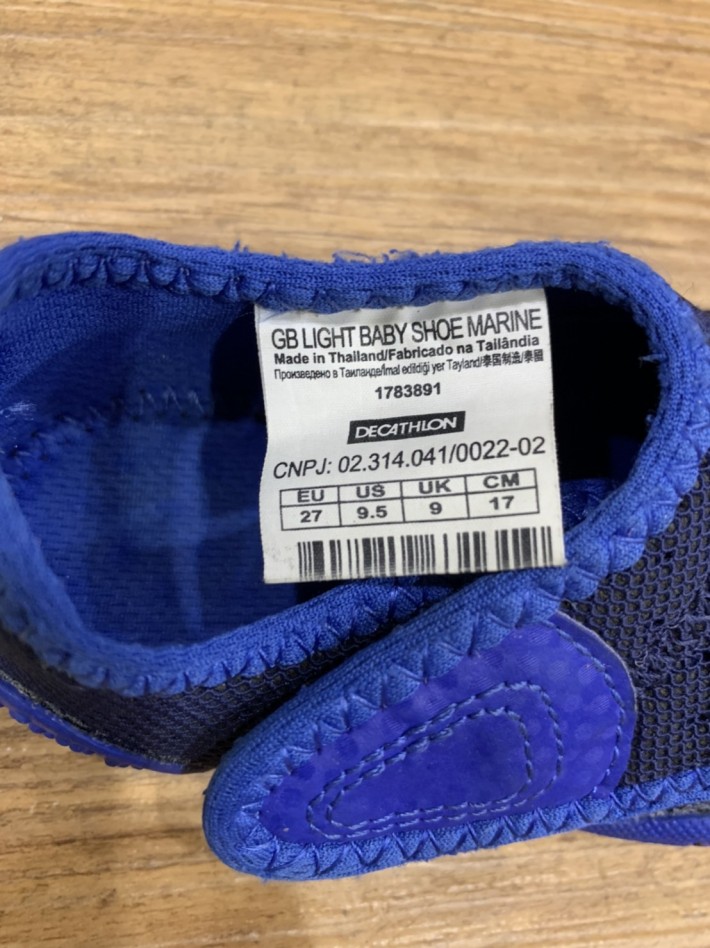 GB LIGHT BABY SHOE MARINE
Made in Thailand/Fabricado na Tailândia
Произведено в Таиланде/İmal edildiği yer Tayland/泰国制造/泰國
1783891
DECATHLON
CNPJ: 02.314.041/0022-02
EU US UK CM
27 9.5 9 17